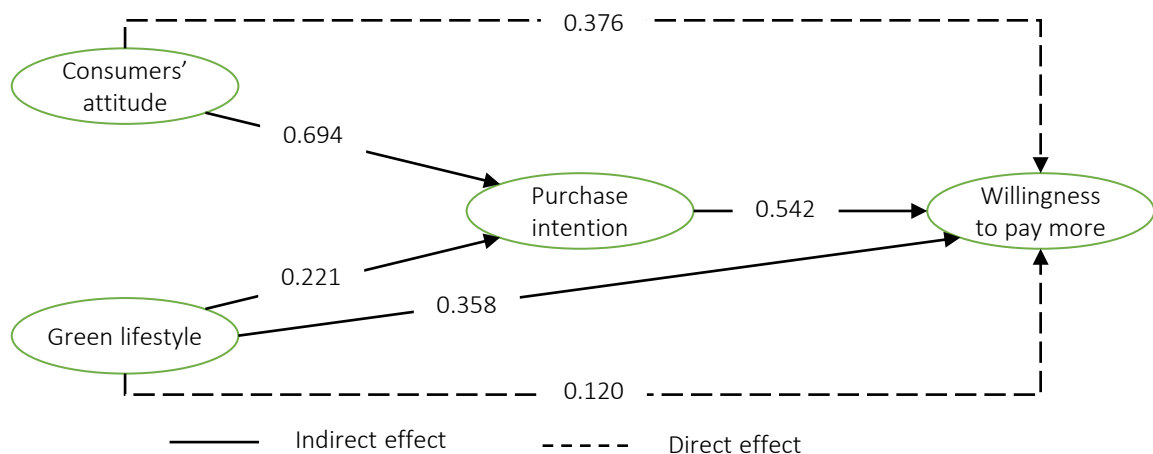 0.376
Consumers’
attitude
0.694
Purchase
intention
0.542
Willingness
to pay more
0.221
0.358
Green lifestyle
0.120
Indirect effect
Direct effect